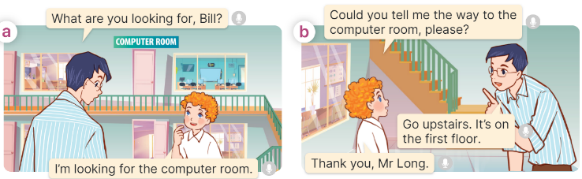 a
What are you looking for, Bill?
COMPUTER ROOM
I'm looking for the computer room.
b
Could you tell me the way to the
computer room, please?
Go upstairs. It's on
the first floor.
Thank you, Mr Long.